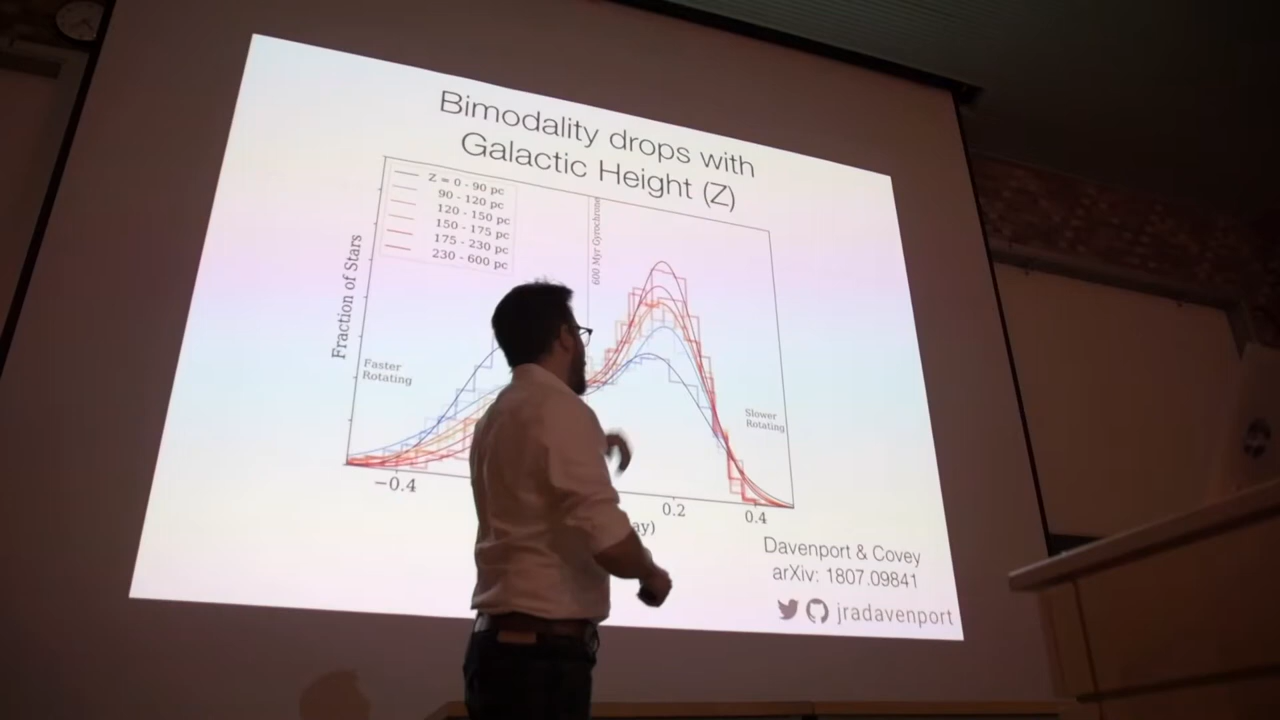 Bimodality drops with
Galactic Height (Z)
Z = 0 - 90 pc
90 - 120 pc
120 - 150 pc
150 - 175 pc
175 - 230 pc
230 - 600 pc
600 Myr Gyrochrone
Fraction of Stars
Faster
Rotating
Slower
Rotating
−0.4
0.2
0.4
ay)
Davenport & Covey
arXiv: 1807.09841
jradavenport